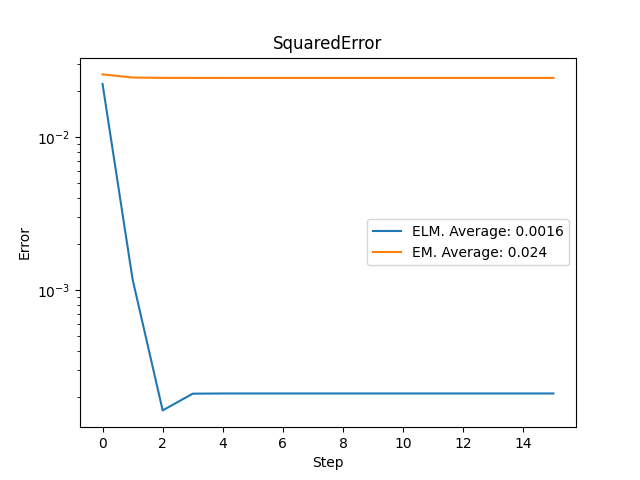 SquaredError
10⁻²
10⁻³
Error
ELM. Average: 0.0016
EM. Average: 0.024
0 2 4 6 8 10 12 14
Step